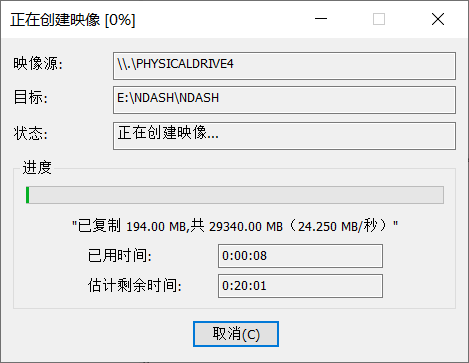 正在创建映像 [0%]
映像源: \\.\PHYSICALDRIVE4
目标: E:\NDASH\NDASH
状态: 正在创建映像...
进度
"已复制 194.00 MB,共 29340.00 MB（24.250 MB/秒）"
已用时间: 0:00:08
估计剩余时间: 0:20:01
取消(C)